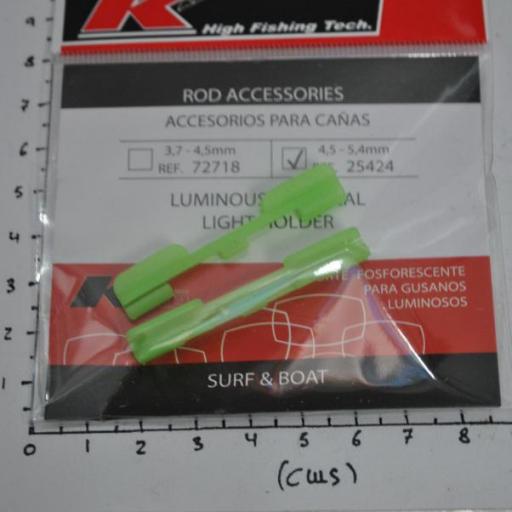 K
High Fishing Tech.
ROD ACCESSORIES
ACCESORIOS PARA CAÑAS
3,7 - 4,5mm
REF. 72718
4,5 - 5,4mm
REF. 25424
LUMINOUS
LIGHT HOLDER
FOSFORESCENTE
PARA GUSANOS
LUMINOSOS
SURF & BOAT
9
8
7
6
5
4
3
2
1
0 1 2 3 4 5 6 7 8
(cms)